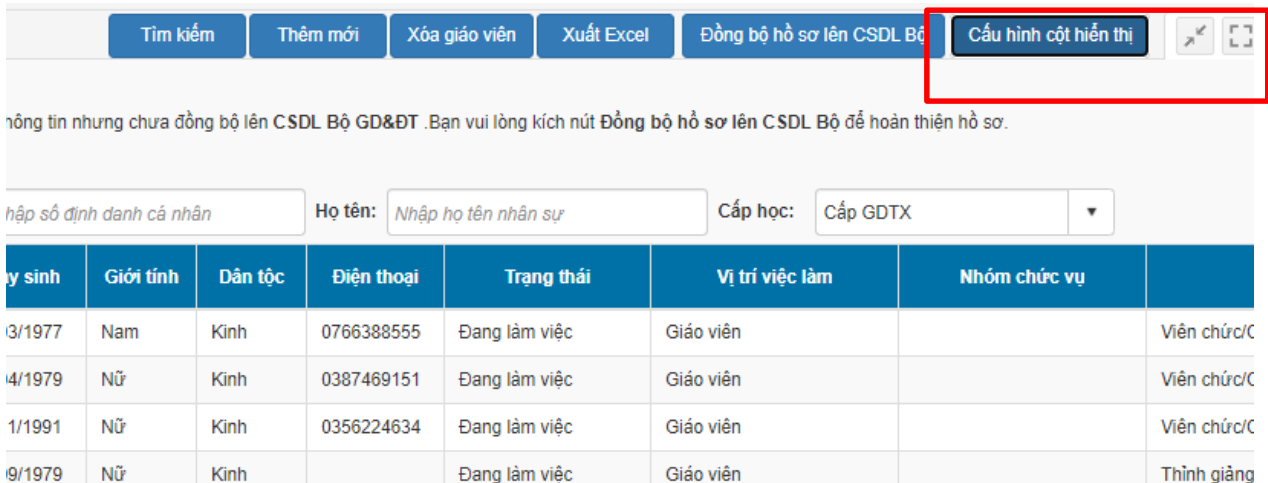 Tìm kiếm Thêm mới Xóa giáo viên Xuất Excel Đồng bộ hồ sơ lên CSDL Bộ Cấu hình cột hiển thị
hông tin nhưng chưa đồng bộ lên CSDL Bộ GD&ĐT .Bạn vui lòng kích nút Đồng bộ hồ sơ lên CSDL Bộ để hoàn thiện hồ sơ.
hập số định danh cá nhân Họ tên: Nhập họ tên nhân sự Cấp học: Cấp GDTX
ày sinh Giới tính Dân tộc Điện thoại Trạng thái Vị trí việc làm Nhóm chức vụ
03/1977 Nam Kinh 0766388555 Đang làm việc Giáo viên Viên chức/C
04/1979 Nữ Kinh 0387469151 Đang làm việc Giáo viên Viên chức/C
1/1991 Nữ Kinh 0356224634 Đang làm việc Giáo viên Viên chức/C
09/1979 Nữ Kinh Đang làm việc Giáo viên Thỉnh giảng